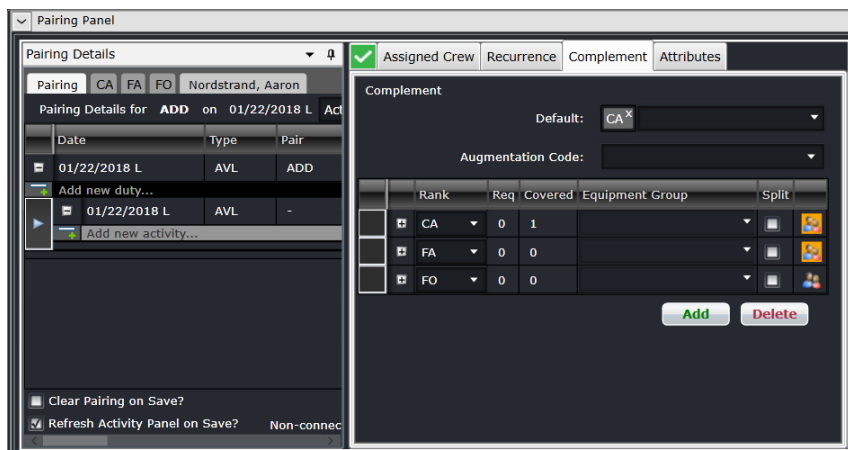 Pairing Panel
Pairing Details
Pairing CA FA FO Nordstrand, Aaron
Pairing Details for ADD on 01/22/2018 L Act
Date Type Pair
01/22/2018 L AVL ADD
Add new duty...
01/22/2018 L AVL -
Add new activity...
Clear Pairing on Save?
Refresh Activity Panel on Save? Non-connec
Assigned Crew Recurrence Complement Attributes
Complement
Default: CA X
Augmentation Code:
Rank Req Covered Equipment Group Split
CA 0 1
FA 0 0
FO 0 0
Add Delete